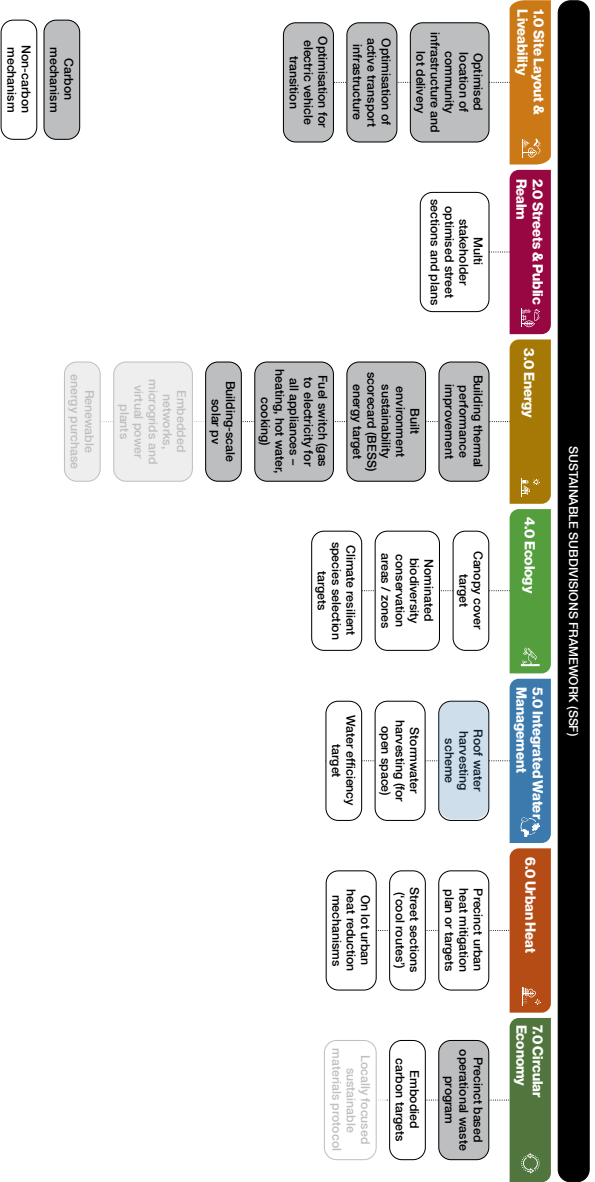 SUSTAINABLE SUBDIVISIONS FRAMEWORK (SSF)
1.0 Site Layout &
Liveability
Optimised
location of
community
infrastructure and
lot delivery
Optimisation of
active transport
infrastructure
Optimisation for
electric vehicle
transition
2.0 Streets & Public
Realm
Multi
stakeholder
optimised street
sections and plans
3.0 Energy
Building thermal
performance
improvement
Built
environment
sustainability
scorecard (BESS)
energy target
Fuel switch (gas
to electricity for
all appliances –
heating, hot water,
cooking)
Building-scale
solar pv
Embedded
networks,
microgrids and
virtual power
plants
Renewable
energy purchase
4.0 Ecology
Canopy cover
target
Nominated
biodiversity
conservation
areas / zones
Climate resilient
species selection
targets
5.0 Integrated Water
Management
Roof water
harvesting
scheme
Stormwater
harvesting (for
open space)
Water efficiency
target
6.0 Urban Heat
Precinct urban
heat mitigation
plan or targets
Street sections
('cool routes')
On lot urban
heat reduction
mechanisms
7.0 Circular
Economy
Precinct based
operational waste
program
Embodied
carbon targets
Locally focused
sustainable
materials protocol
Carbon
mechanism
Non-carbon
mechanism